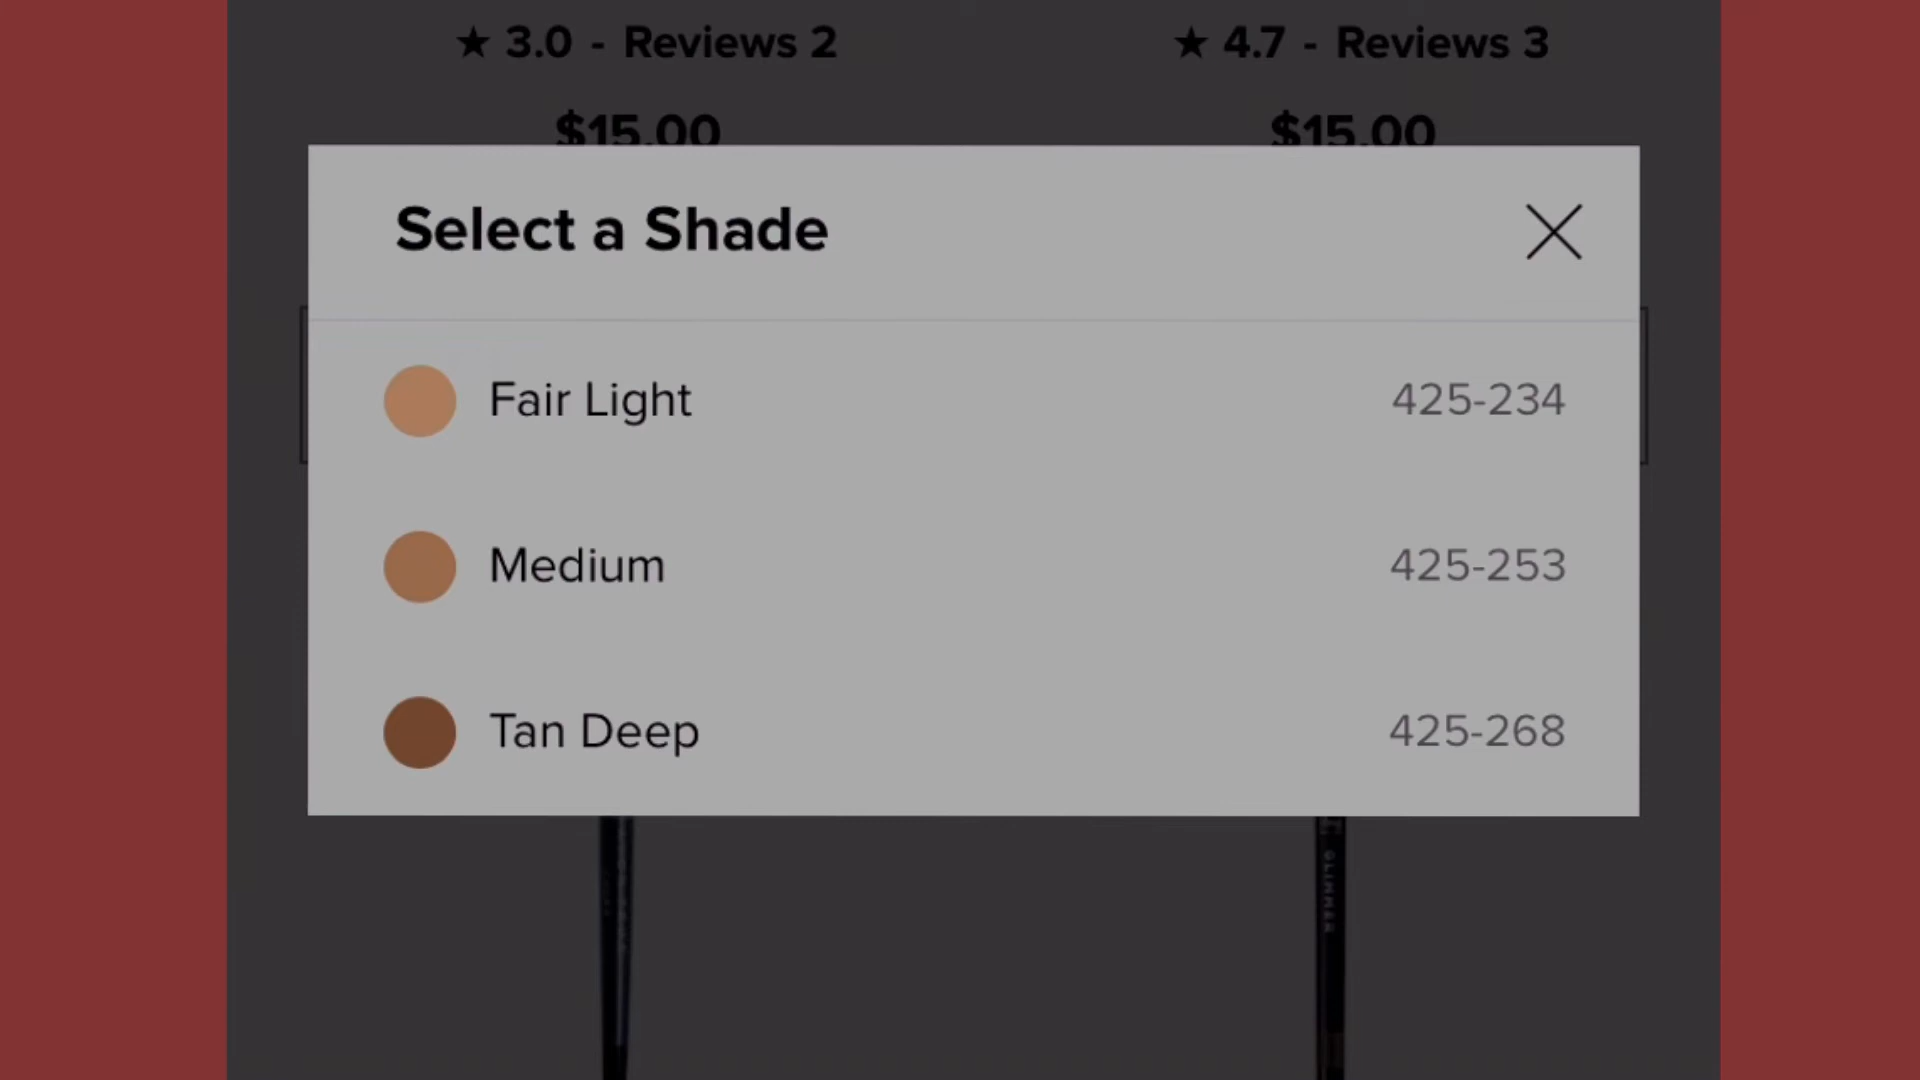 ★ 3.0 - Reviews 2
★ 4.7 - Reviews 3
$15.00
$15.00
Select a Shade
Fair Light
425-234
Medium
425-253
Tan Deep
425-268
GLIMMER